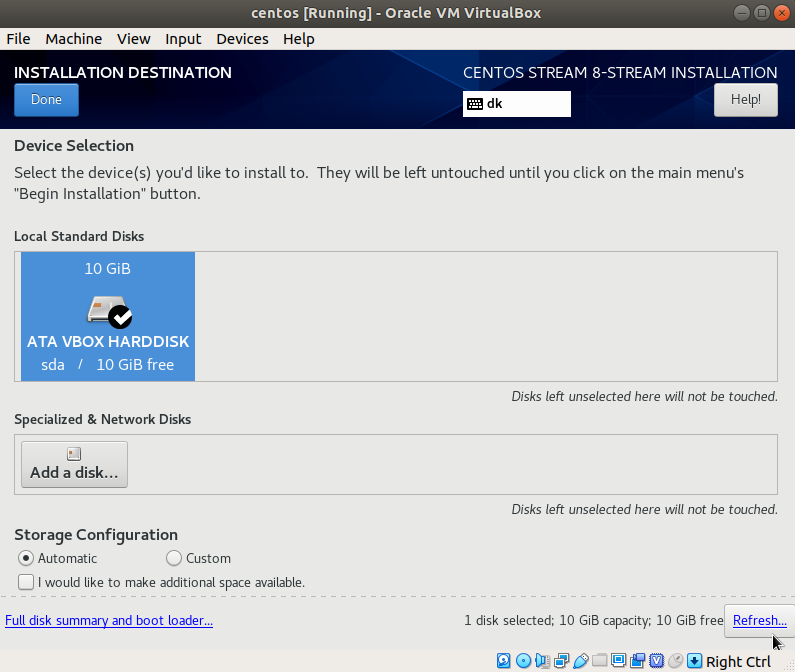 centos [Running] - Oracle VM VirtualBox
File Machine View Input Devices Help
INSTALLATION DESTINATION
CENTOS STREAM 8-STREAM INSTALLATION
Done
dk
Help!
Device Selection
Select the device(s) you'd like to install to.  They will be left untouched until you click on the main menu's
"Begin Installation" button.
Local Standard Disks
10 GiB
ATA VBOX HARDDISK
sda / 10 GiB free
Disks left unselected here will not be touched.
Specialized & Network Disks
Add a disk...
Disks left unselected here will not be touched.
Storage Configuration
Automatic Custom
I would like to make additional space available.
Full disk summary and boot loader...
1 disk selected; 10 GiB capacity; 10 GiB free
Refresh...
Right Ctrl